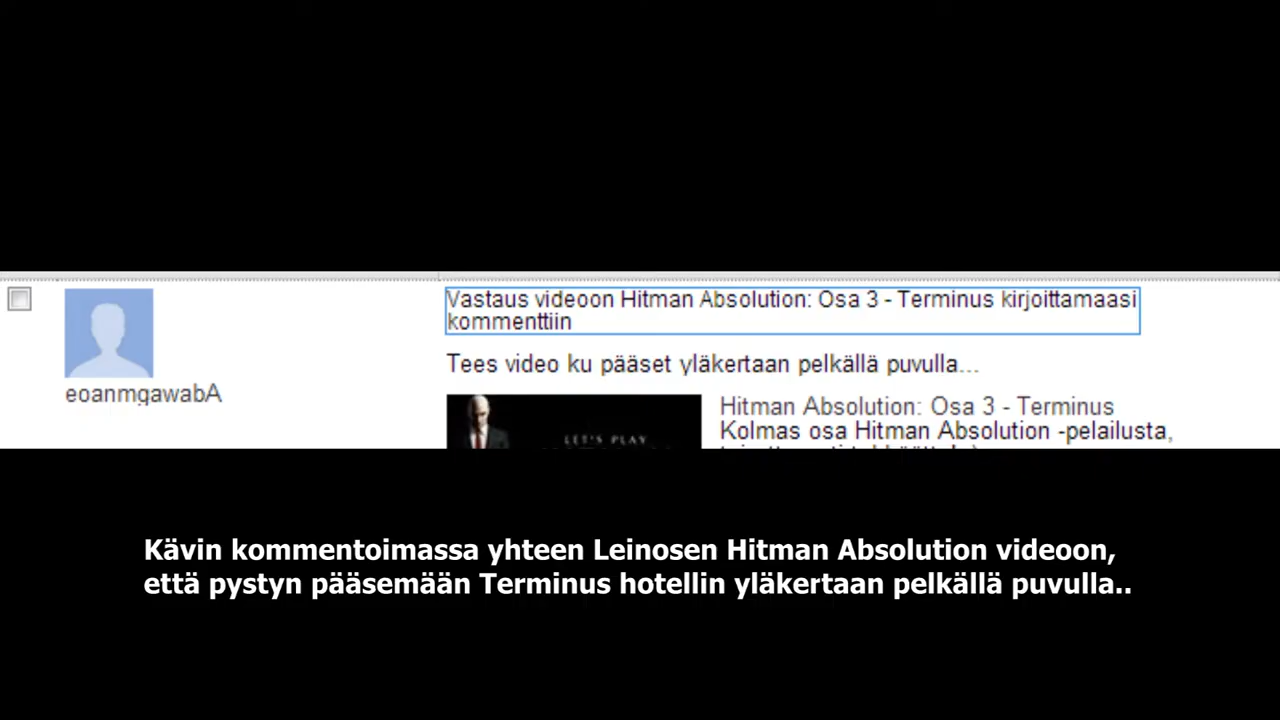 Vastaus videoon Hitman Absolution: Osa 3 - Terminus kirjoittamaasi
kommenttiin
Tees video ku pääset yläkertaan pelkällä puvulla...
eoanmgawabA
Hitman Absolution: Osa 3 - Terminus
Kolmas osa Hitman Absolution -pelailusta,
LET'S PLAY
Kävin kommentoimassa yhteen Leinosen Hitman Absolution videoon,
että pystyn pääsemään Terminus hotellin yläkertaan pelkällä puvulla..